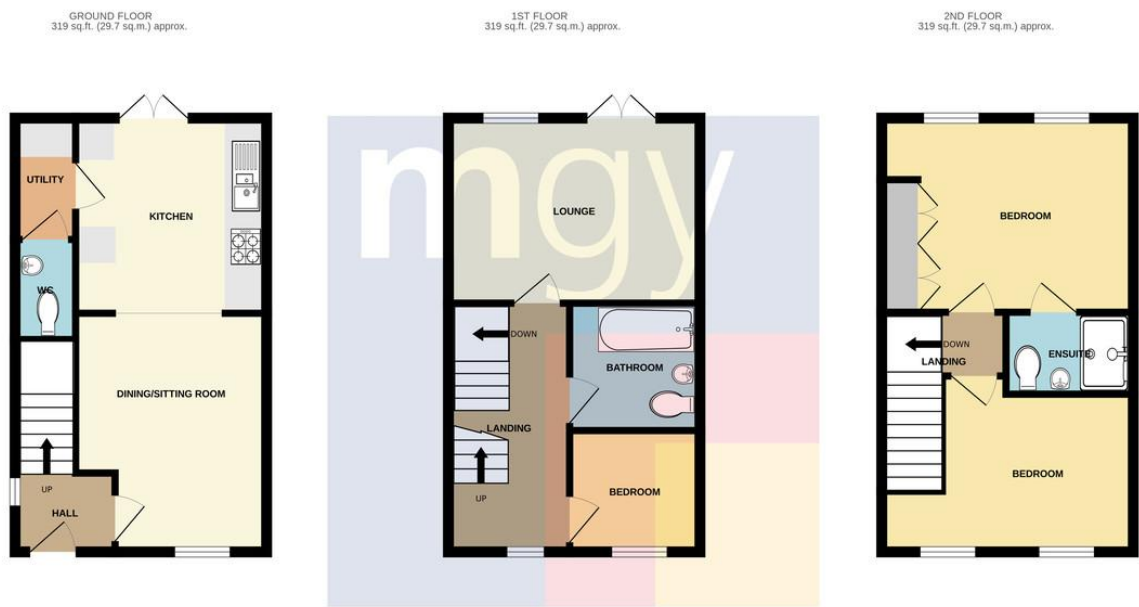 GROUND FLOOR
319 sq.ft. (29.7 sq.m.) approx.
UTILITY
KITCHEN
WC
DINING/SITTING ROOM
UP
HALL
1ST FLOOR
319 sq.ft. (29.7 sq.m.) approx.
mgy
LOUNGE
DOWN
BATHROOM
LANDING
UP
BEDROOM
2ND FLOOR
319 sq.ft. (29.7 sq.m.) approx.
BEDROOM
DOWN
LANDING
ENSUITE
BEDROOM